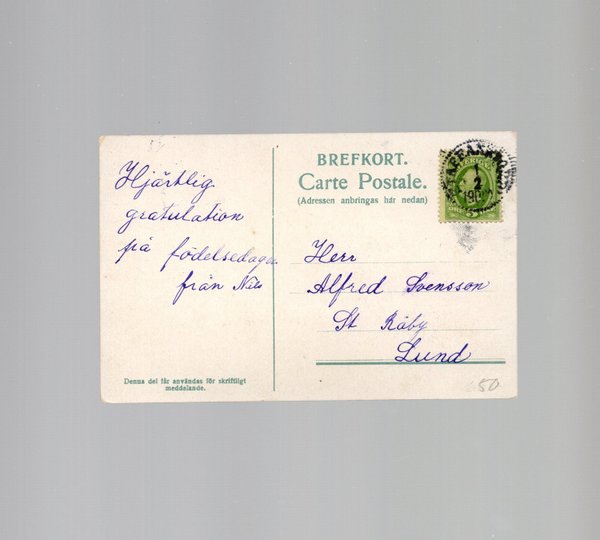 Hjärtlig
gratulation
på födelsedagen
från Nils
Denna del får användas för skriftligt
meddelande.
BREFKORT.
Carte Postale.
(Adressen anbringas här nedan)
Herr
Alfred Svensson
St Råby
Lund
50